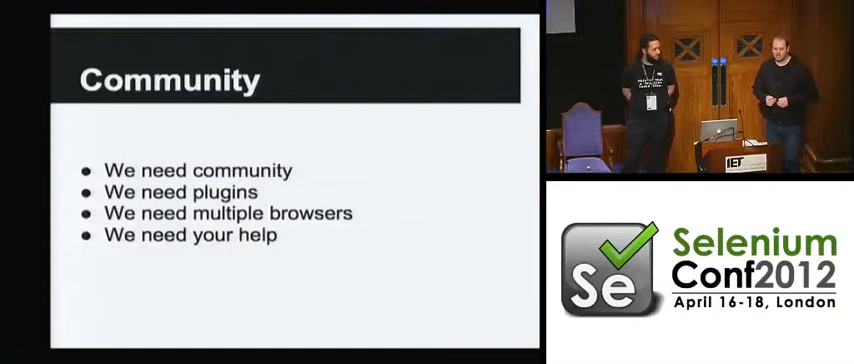 Community
We need community
We need plugins
We need multiple browsers
We need your help
IET
Se
Selenium
Conf2012
April 16-18, London